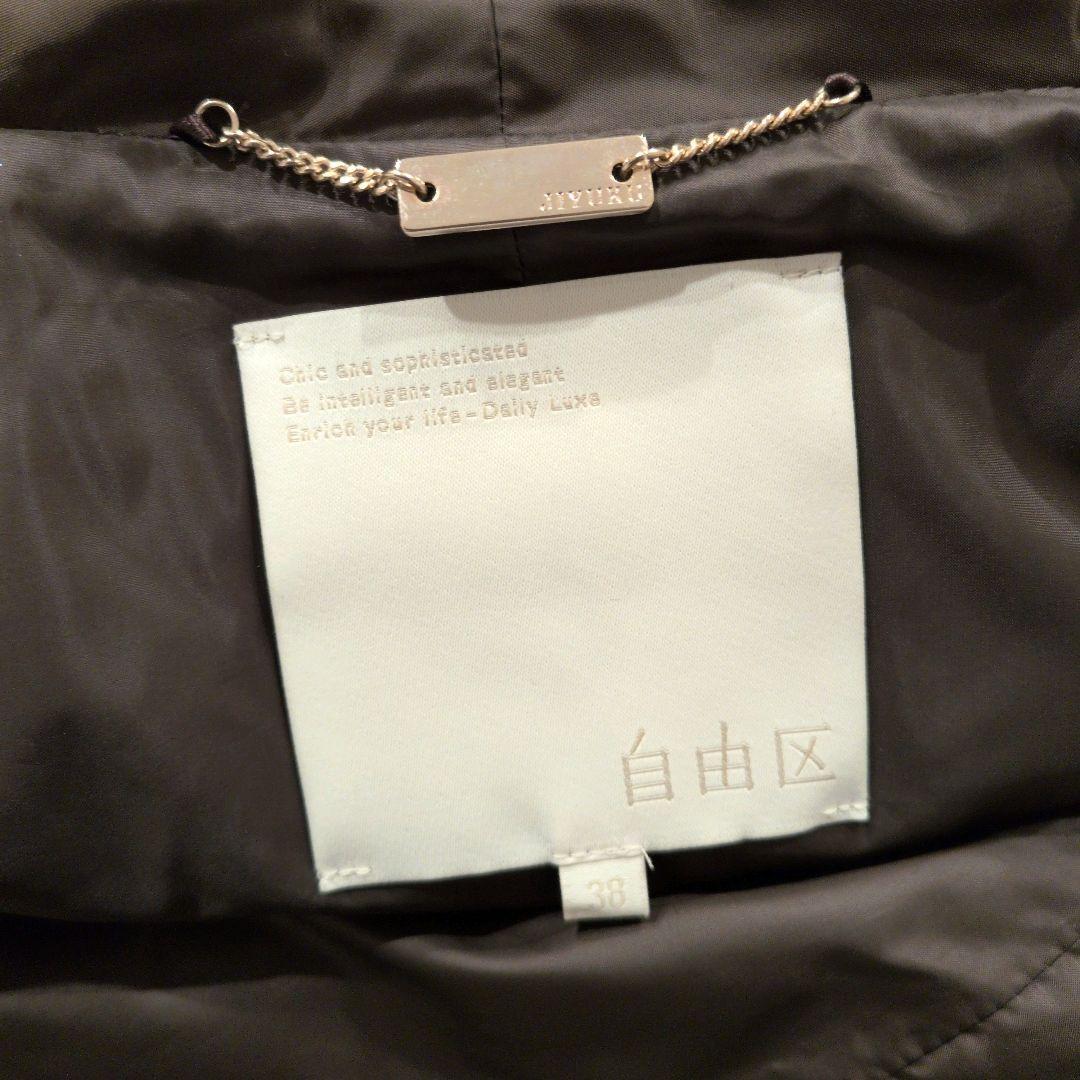 JIYUKU
Chic and sophisticated
Be intelligent and elegant
Enrich your life-Daily Luxe
自由区
38